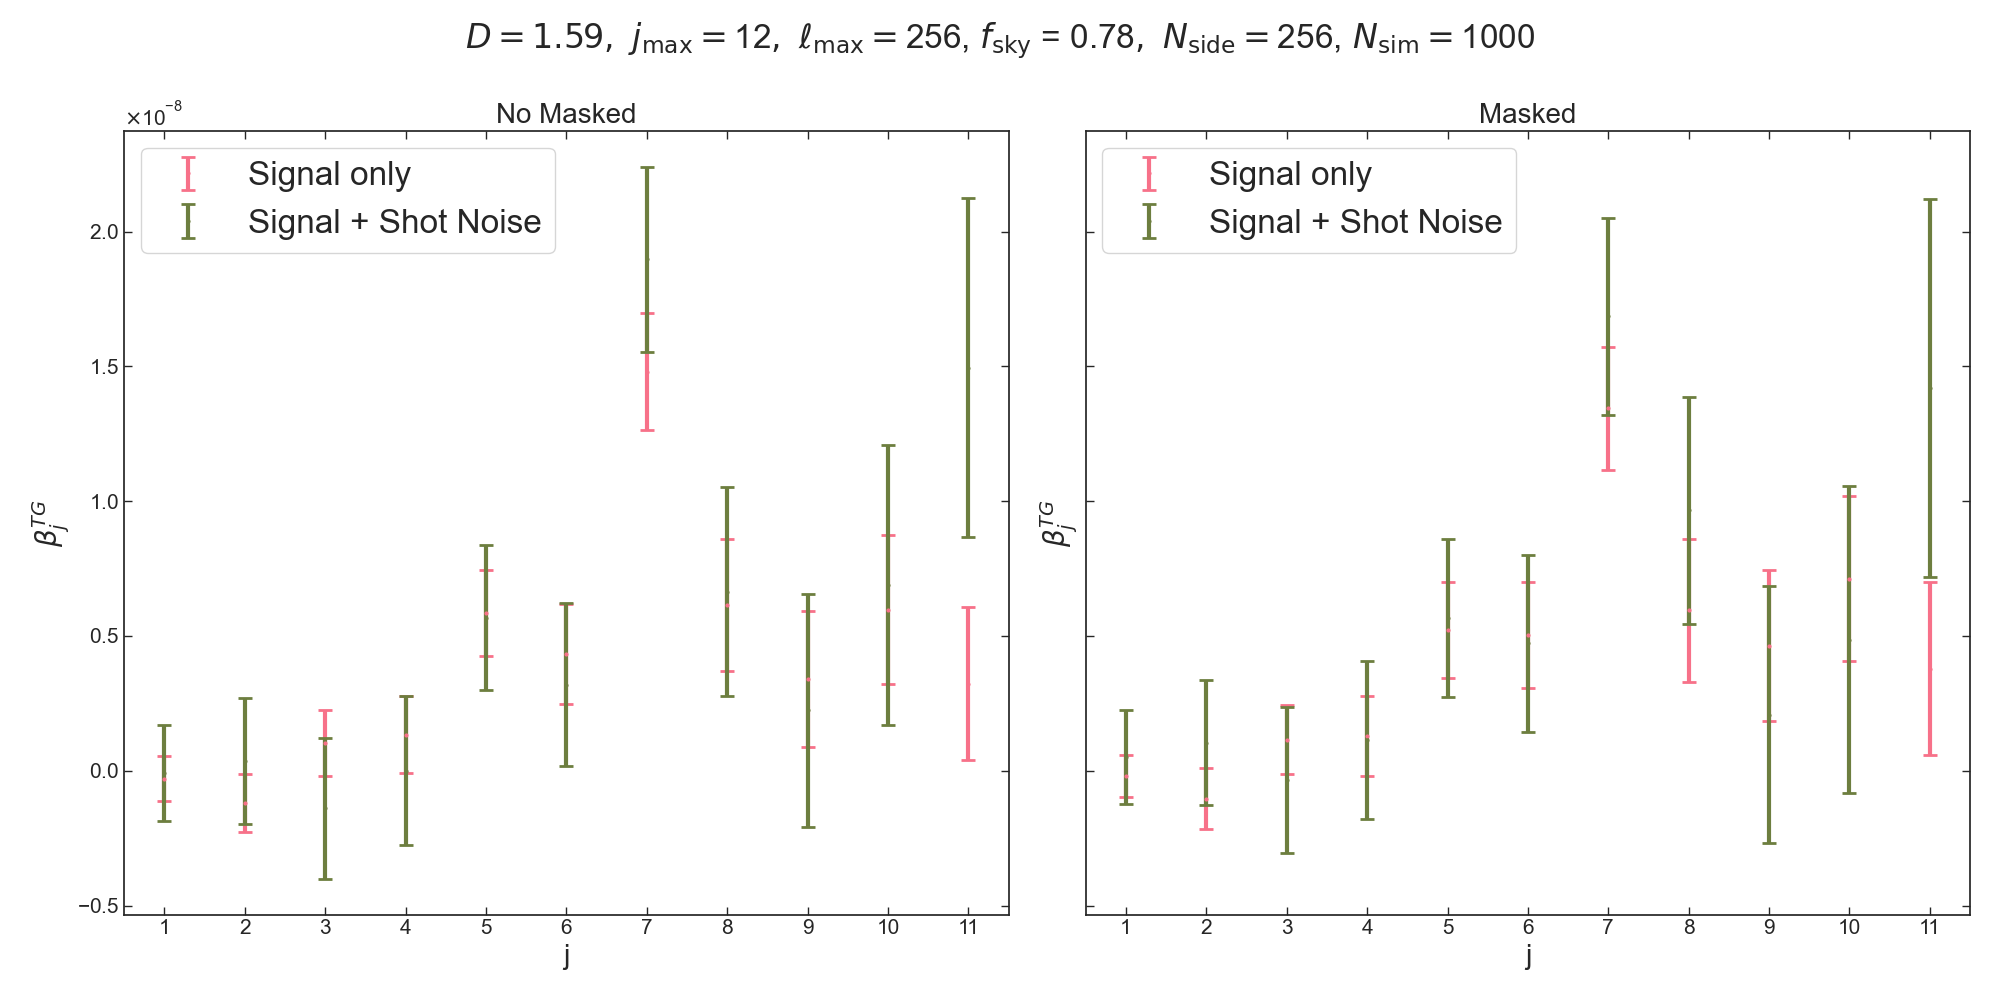 D = 1.59, j_max = 12, ℓ_max = 256, f_sky = 0.78, N_side = 256, N_sim = 1000
No Masked
×10⁻⁸
Signal only
Signal + Shot Noise
2.0
1.5
1.0
0.5
0.0
−0.5
β_j^TG
1 2 3 4 5 6 7 8 9 10 11
j
Masked
Signal only
Signal + Shot Noise
β_j^TG
1 2 3 4 5 6 7 8 9 10 11
j